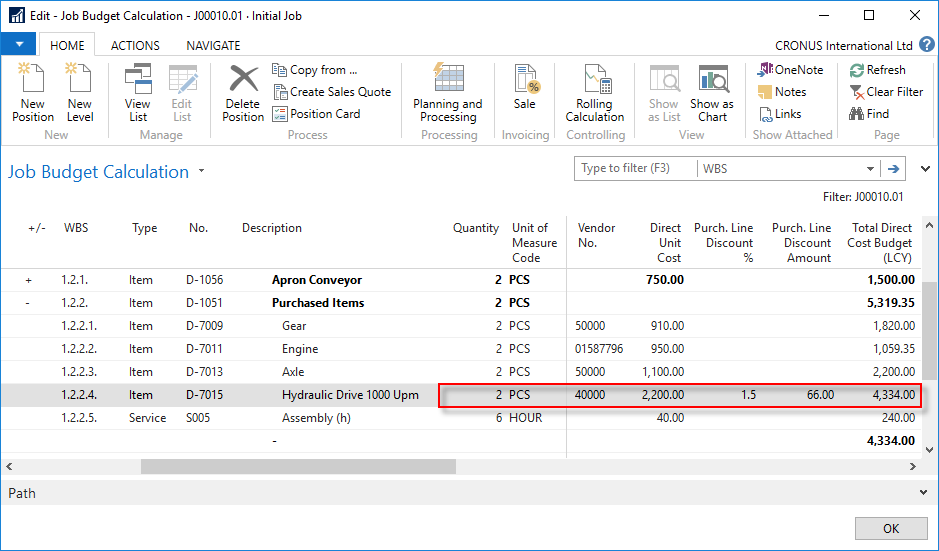 Edit - Job Budget Calculation - J00010.01 · Initial Job
HOME ACTIONS NAVIGATE CRONUS International Ltd ?
New Position New Level View List Edit List Delete Position Copy from ... Create Sales Quote Position Card Planning and Processing Sale Rolling Calculation Show as List Show as Chart OneNote Notes Links Refresh Clear Filter Find
New Manage Process Processing Invoicing Controlling View Show Attached Page
Job Budget Calculation Type to filter (F3) WBS
Filter: J00010.01
+/- WBS Type No. Description Quantity Unit of Measure Code Vendor No. Direct Unit Cost Purch. Line Discount % Purch. Line Discount Amount Total Direct Cost Budget (LCY)
+ 1.2.1. Item D-1056 Apron Conveyor 2 PCS 750.00 1,500.00
- 1.2.2. Item D-1051 Purchased Items 2 PCS 5,319.35
1.2.2.1. Item D-7009 Gear 2 PCS 50000 910.00 1,820.00
1.2.2.2. Item D-7011 Engine 2 PCS 01587796 950.00 1,059.35
1.2.2.3. Item D-7013 Axle 2 PCS 50000 1,100.00 2,200.00
1.2.2.4. Item D-7015 Hydraulic Drive 1000 Upm 2 PCS 40000 2,200.00 1.5 66.00 4,334.00
1.2.2.5. Service S005 Assembly (h) 6 HOUR 40.00 240.00
- 4,334.00
Path
OK